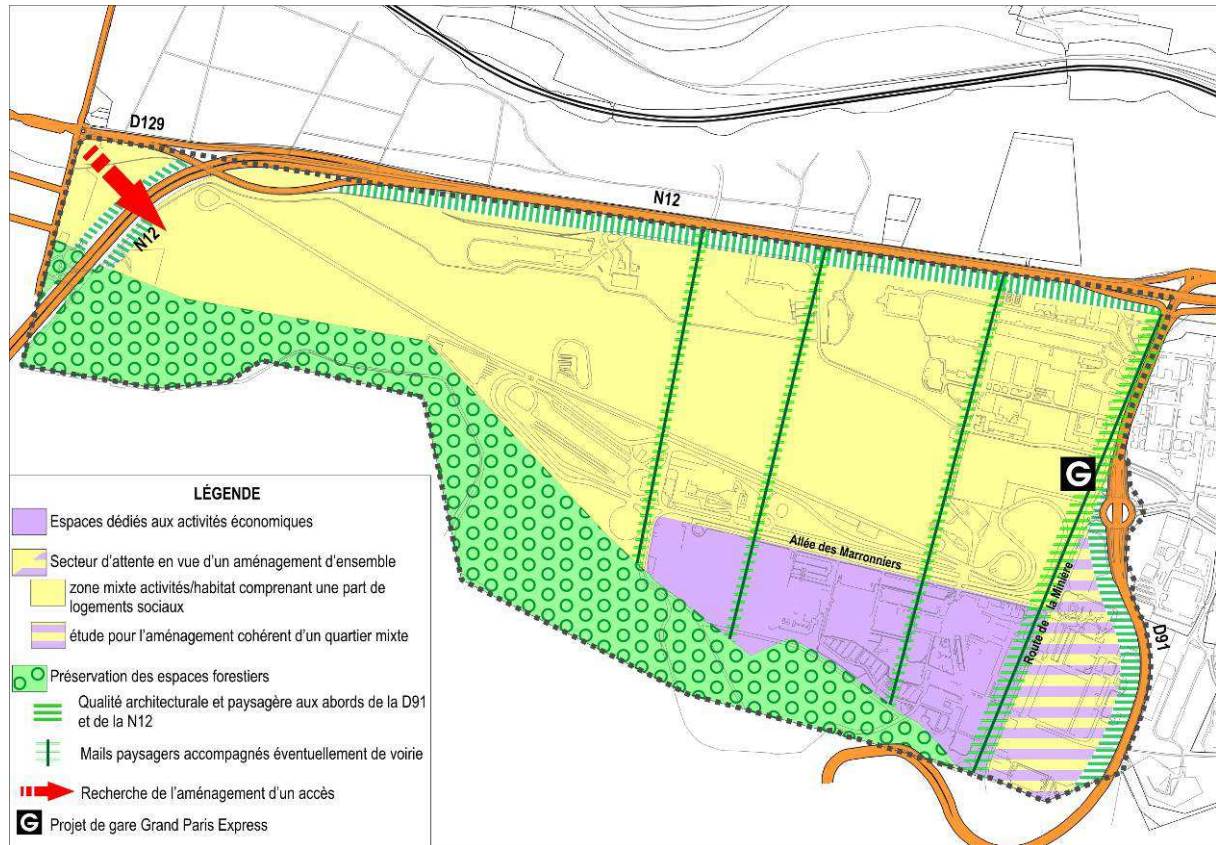 D129
N12
N12
G
Allée des Marronniers
Route de la Minière
D91
LÉGENDE
Espaces dédiés aux activités économiques
Secteur d'attente en vue d'un aménagement d'ensemble
zone mixte activités/habitat comprenant une part de
logements sociaux
étude pour l'aménagement cohérent d'un quartier mixte
Préservation des espaces forestiers
Qualité architecturale et paysagère aux abords de la D91
et de la N12
Mails paysagers accompagnés éventuellement de voirie
Recherche de l'aménagement d'un accès
G Projet de gare Grand Paris Express